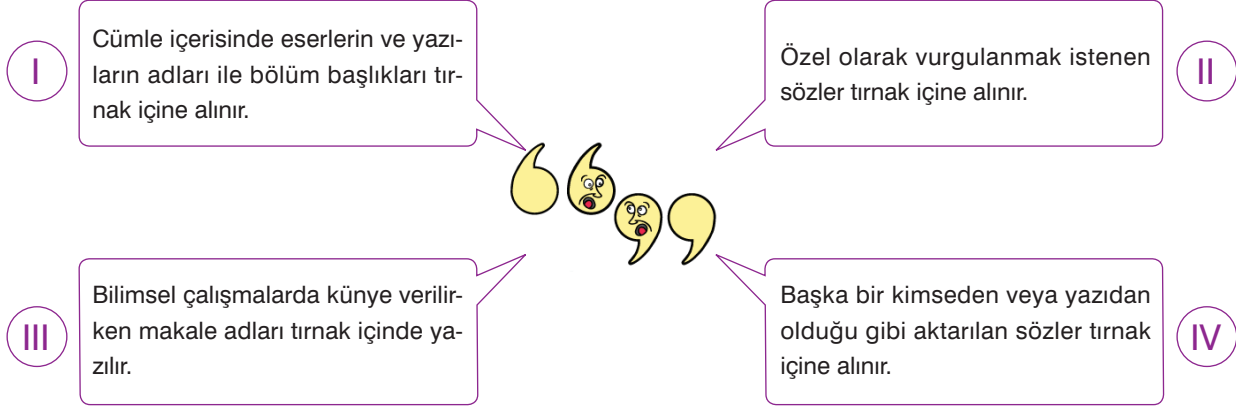 I
Cümle içerisinde eserlerin ve yazı-
ların adları ile bölüm başlıkları tır-
nak içine alınır.
Özel olarak vurgulanmak istenen
sözler tırnak içine alınır.
II
III
Bilimsel çalışmalarda künye verilir-
ken makale adları tırnak içinde ya-
zılır.
Başka bir kimseden veya yazıdan
olduğu gibi aktarılan sözler tırnak
içine alınır.
IV